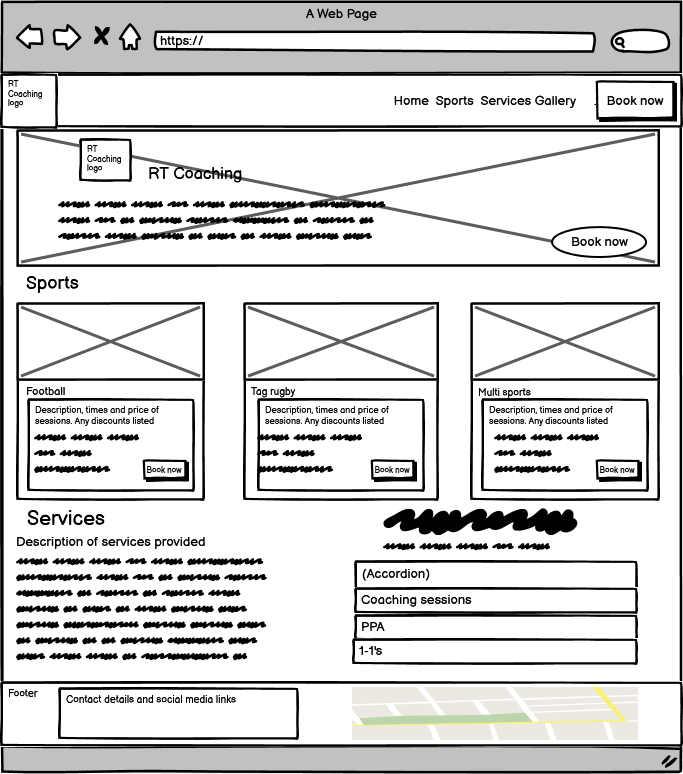 A Web Page
https://
RT
Coaching
logo
Home Sports Services Gallery
Book now
RT
Coaching
logo
RT Coaching
Book now
Sports
Football
Description, times and price of
sessions. Any discounts listed
Book now
Tag rugby
Description, times and price of
sessions. Any discounts listed
Book now
Multi sports
Description, times and price of
sessions. Any discounts listed
Book now
Services
Description of services provided
(Accordion)
Coaching sessions
PPA
1-1's
Footer
Contact details and social media links